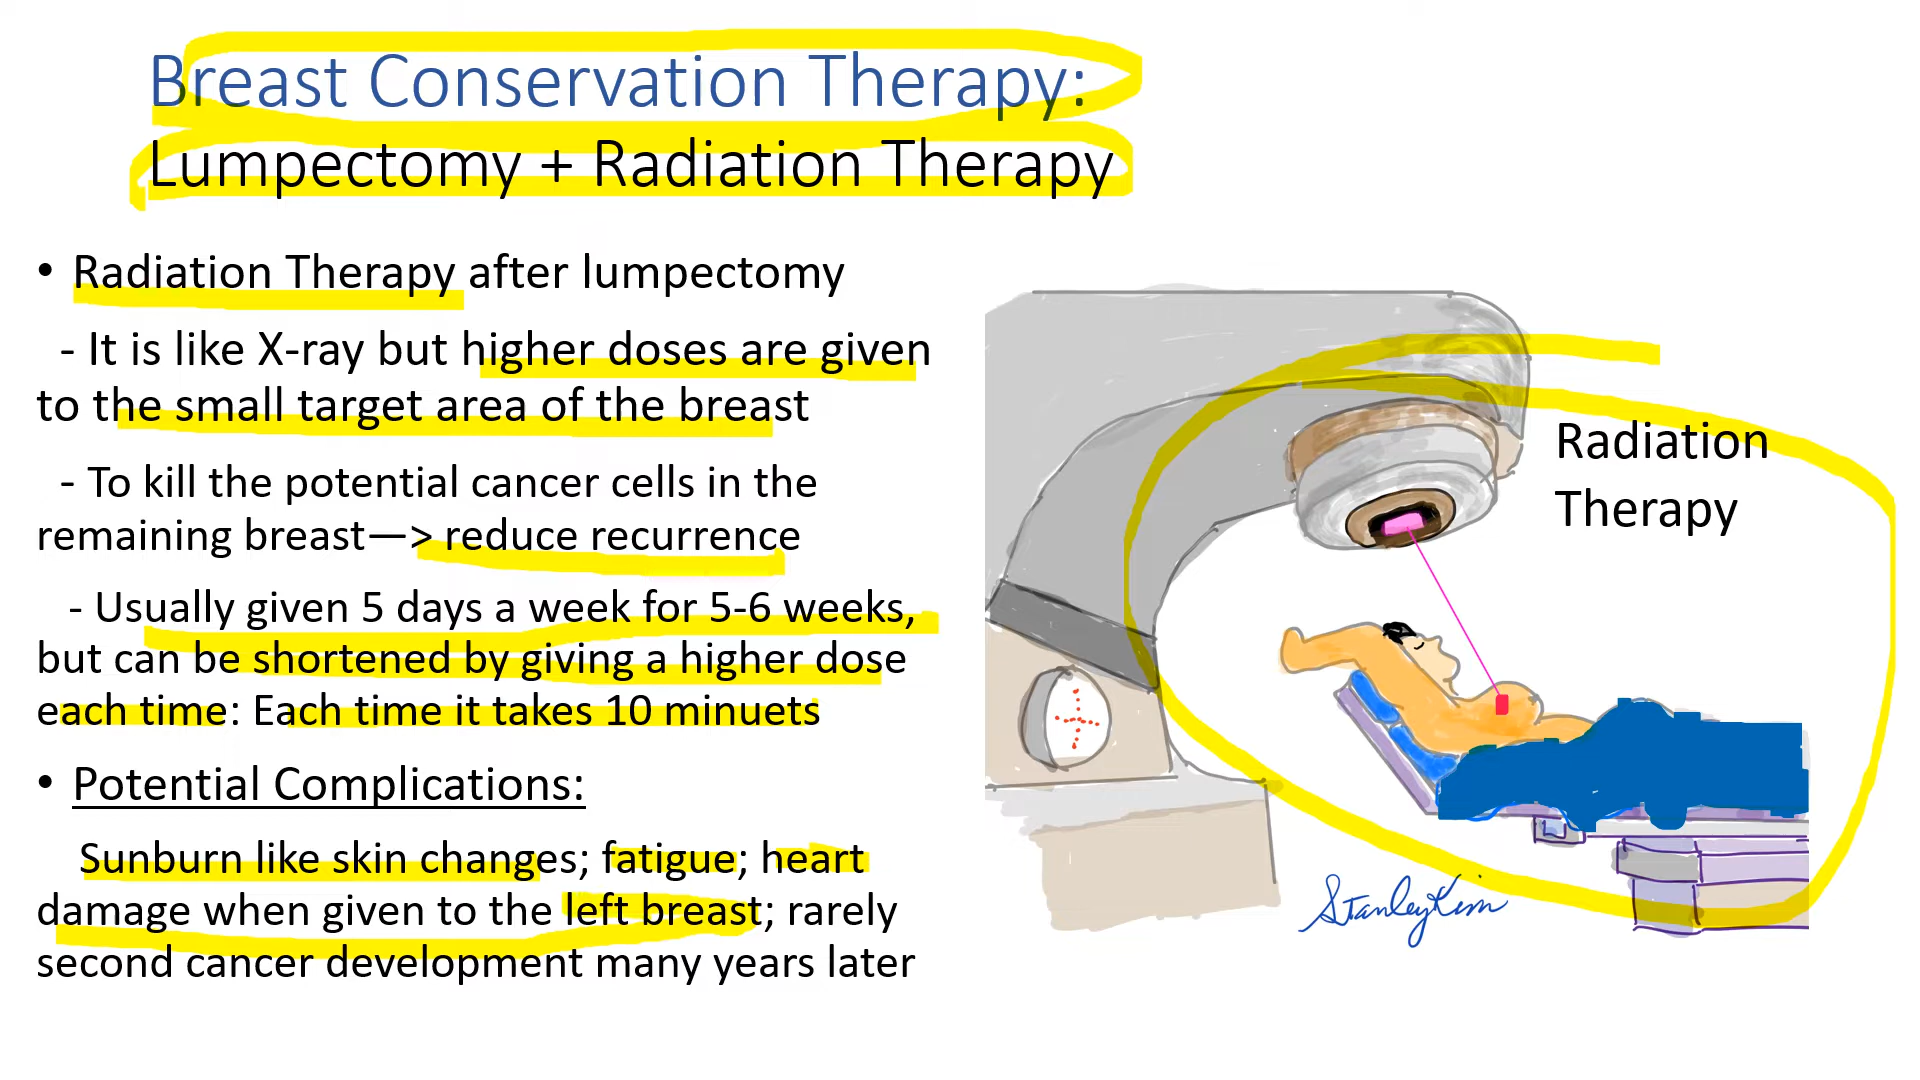 Breast Conservation Therapy:
Lumpectomy + Radiation Therapy
• Radiation Therapy after lumpectomy
- It is like X-ray but higher doses are given
to the small target area of the breast
- To kill the potential cancer cells in the
remaining breast—> reduce recurrence
- Usually given 5 days a week for 5-6 weeks,
but can be shortened by giving a higher dose
each time: Each time it takes 10 minuets
• Potential Complications:
Sunburn like skin changes; fatigue; heart
damage when given to the left breast; rarely
second cancer development many years later
Radiation
Therapy
StanleyKim